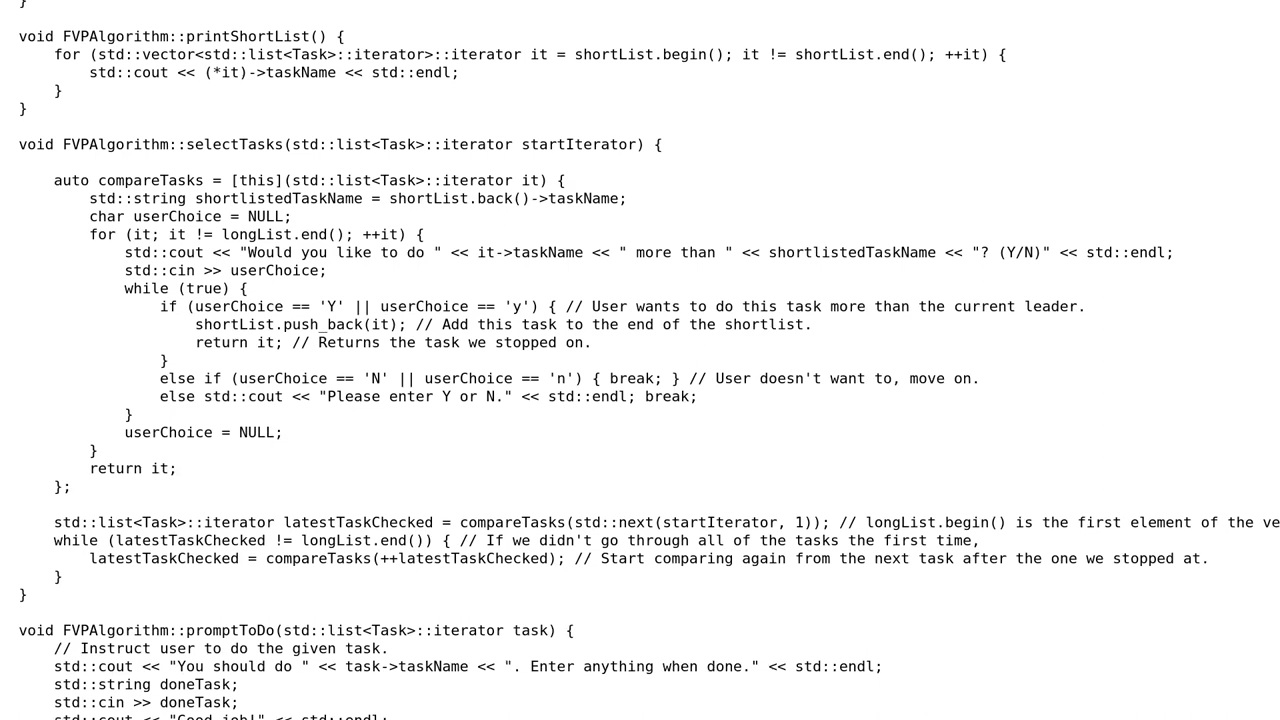 }
void FVPAlgorithm::printShortList() {
    for (std::vector<std::list<Task>::iterator>::iterator it = shortList.begin(); it != shortList.end(); ++it) {
        std::cout << (*it)->taskName << std::endl;
    }
}
void FVPAlgorithm::selectTasks(std::list<Task>::iterator startIterator) {
    auto compareTasks = [this](std::list<Task>::iterator it) {
        std::string shortlistedTaskName = shortList.back()->taskName;
        char userChoice = NULL;
        for (it; it != longList.end(); ++it) {
            std::cout << "Would you like to do " << it->taskName << " more than " << shortlistedTaskName << "? (Y/N)" << std::endl;
            std::cin >> userChoice;
            while (true) {
                if (userChoice == 'Y' || userChoice == 'y') { // User wants to do this task more than the current leader.
                    shortList.push_back(it); // Add this task to the end of the shortlist.
                    return it; // Returns the task we stopped on.
                }
                else if (userChoice == 'N' || userChoice == 'n') { break; } // User doesn't want to, move on.
                else std::cout << "Please enter Y or N." << std::endl; break;
            }
            userChoice = NULL;
        }
        return it;
    };
    std::list<Task>::iterator latestTaskChecked = compareTasks(std::next(startIterator, 1)); // longList.begin() is the first element of the ve
    while (latestTaskChecked != longList.end()) { // If we didn't go through all of the tasks the first time,
        latestTaskChecked = compareTasks(++latestTaskChecked); // Start comparing again from the next task after the one we stopped at.
    }
}
void FVPAlgorithm::promptToDo(std::list<Task>::iterator task) {
    // Instruct user to do the given task.
    std::cout << "You should do " << task->taskName << ". Enter anything when done." << std::endl;
    std::string doneTask;
    std::cin >> doneTask;
    std::cout << "Good job!" << std::endl;